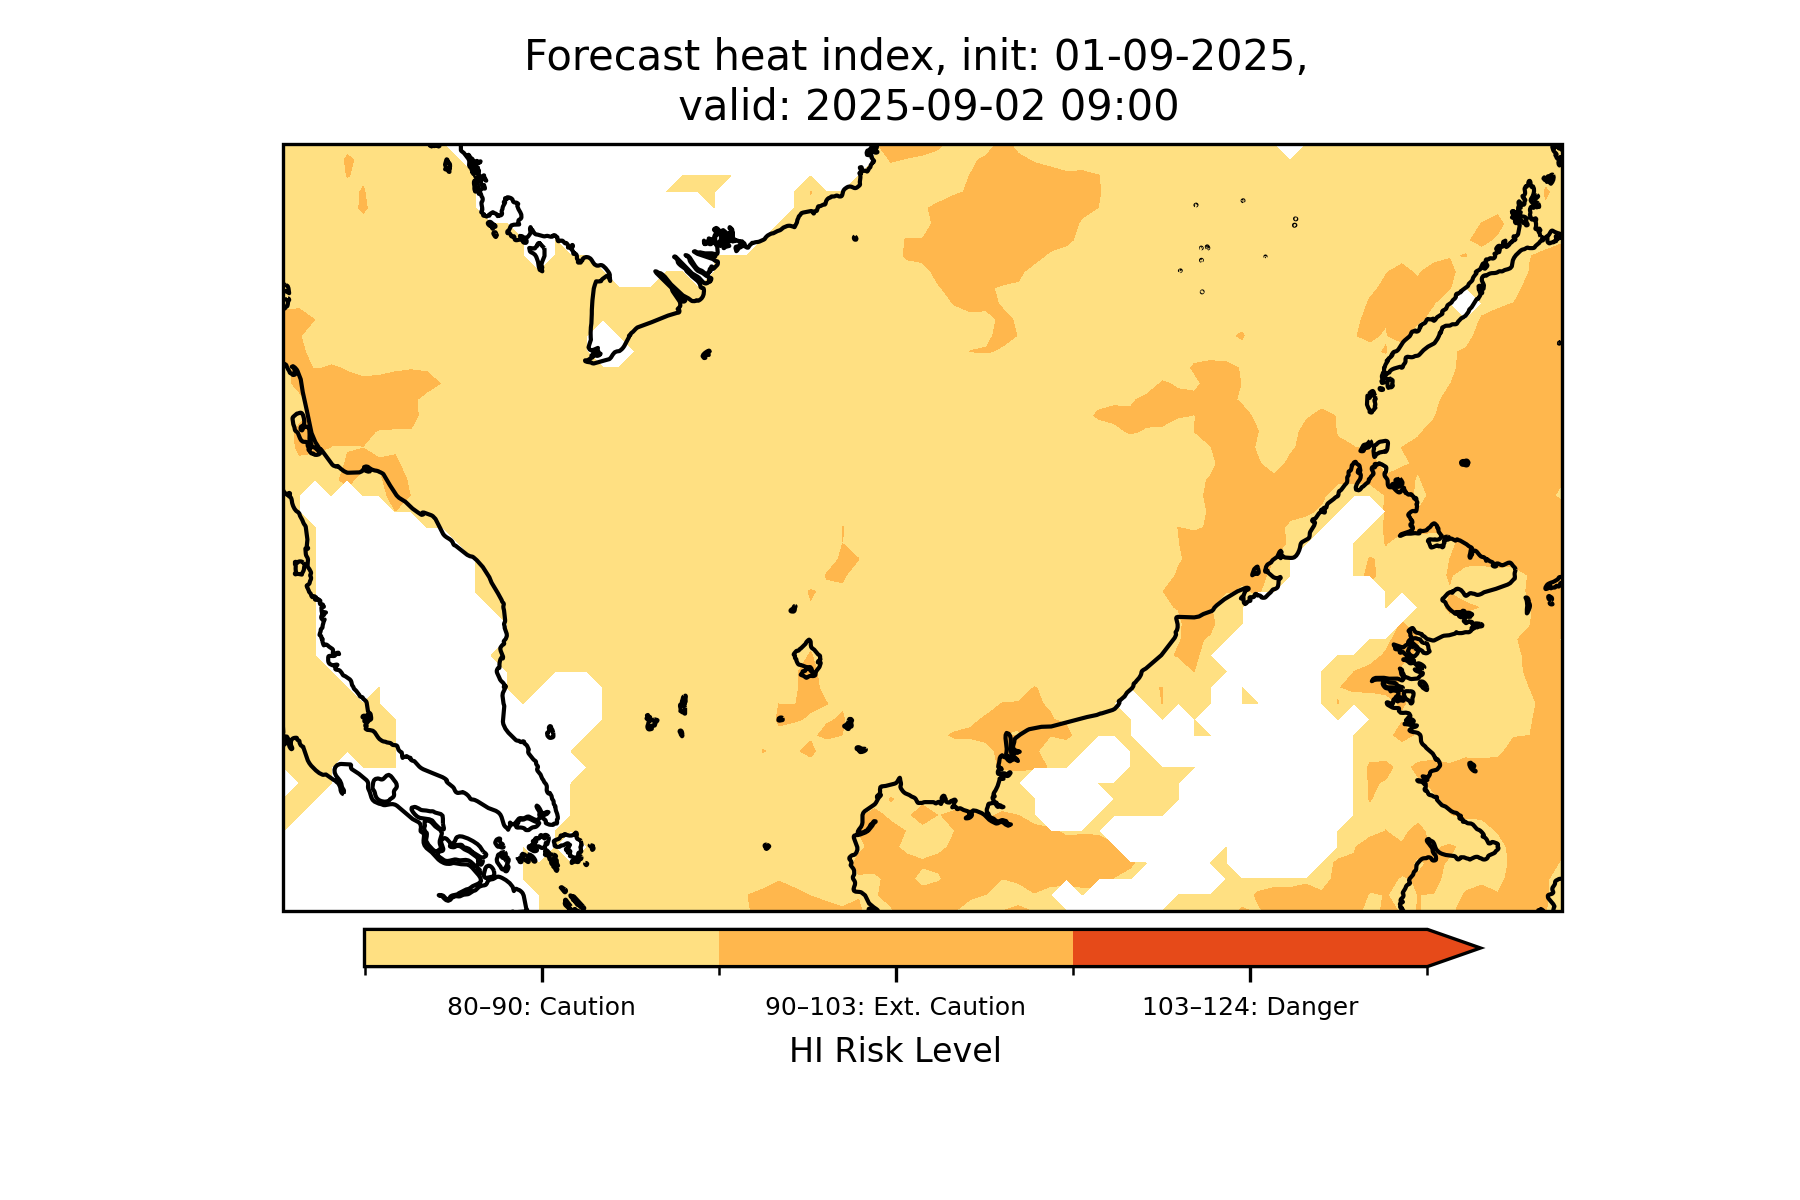 Forecast heat index, init: 01-09-2025,
valid: 2025-09-02 09:00
80–90: Caution
90–103: Ext. Caution
103–124: Danger
HI Risk Level